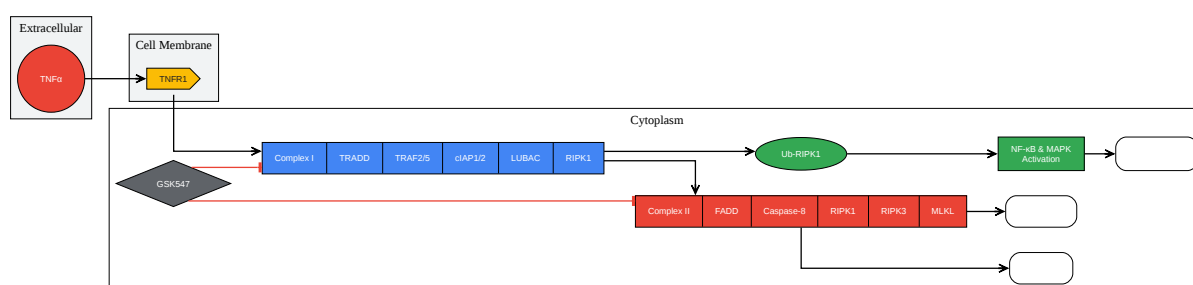 Extracellular
TNFα
Cell Membrane
TNFR1
Cytoplasm
Complex I
TRADD
TRAF2/5
cIAP1/2
LUBAC
RIPK1
Ub-RIPK1
NF-κB & MAPK
Activation
GSK547
Complex II
FADD
Caspase-8
RIPK1
RIPK3
MLKL